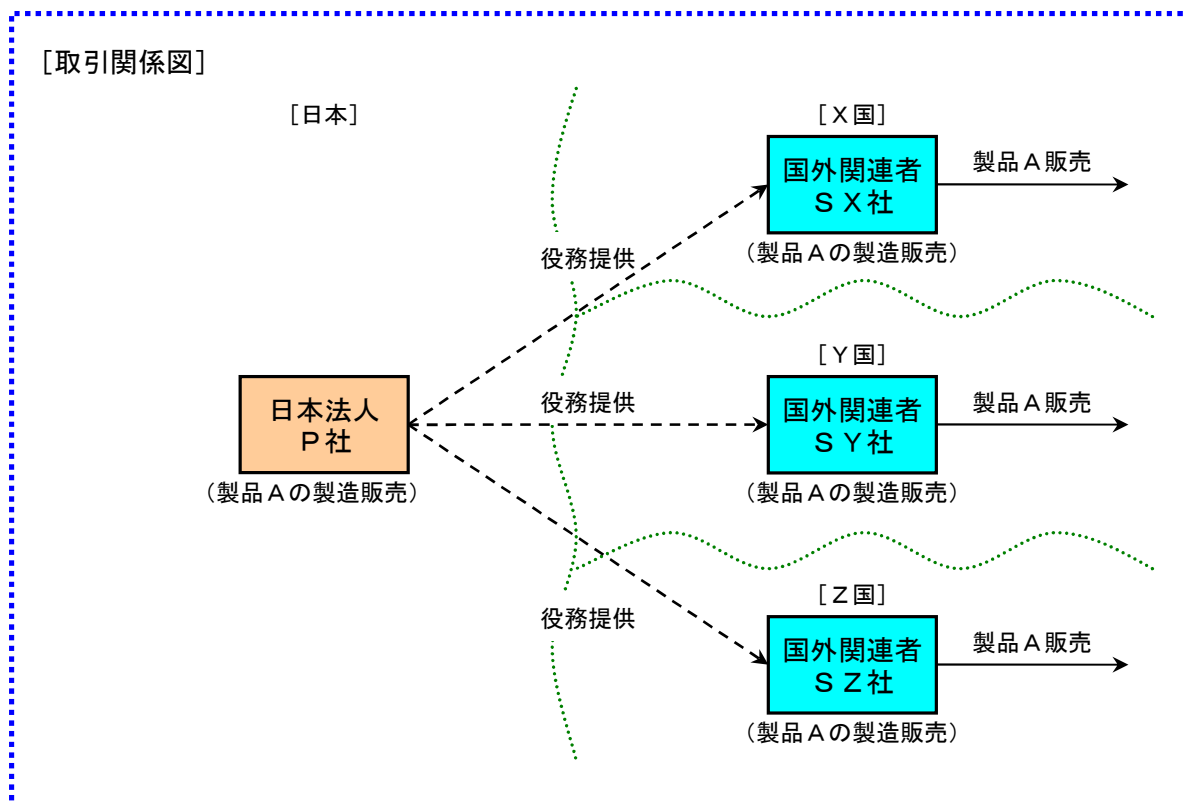 ［取引関係図］
［日本］
［Ｘ国］
国外関連者
ＳＸ社
製品Ａ販売
（製品Ａの製造販売）
役務提供
［Ｙ国］
日本法人
Ｐ社
（製品Ａの製造販売）
役務提供
国外関連者
ＳＹ社
製品Ａ販売
（製品Ａの製造販売）
［Ｚ国］
役務提供
国外関連者
ＳＺ社
製品Ａ販売
（製品Ａの製造販売）